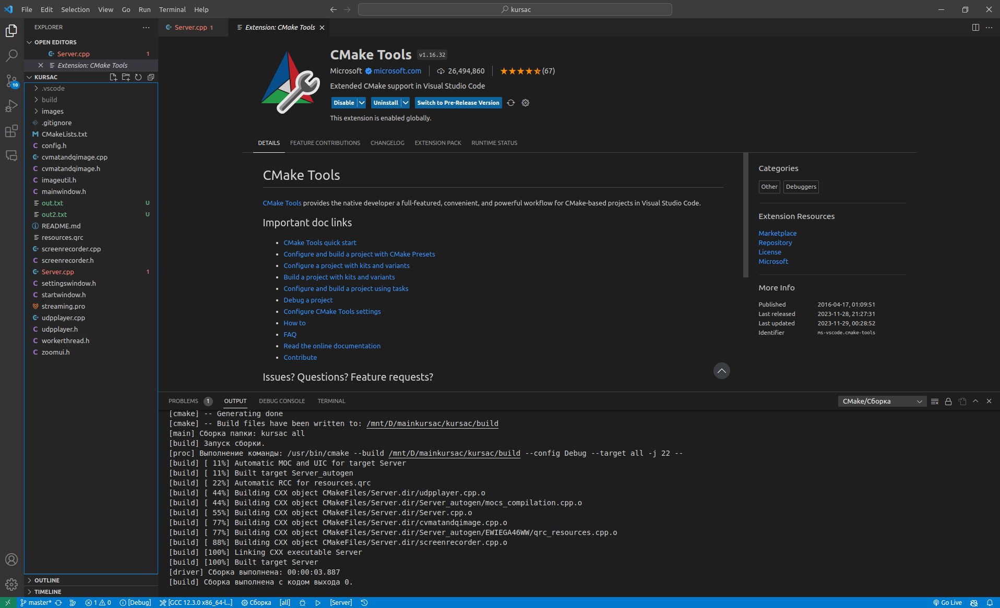 File Edit Selection View Go Run Terminal Help
kursac
EXPLORER
OPEN EDITORS
Server.cpp 1
Extension: CMake Tools
KURSAC
.vscode
build
images
.gitignore
CMakeLists.txt
config.h
cvmatandqimage.cpp
cvmatandqimage.h
imageutil.h
mainwindow.h
out.txt U
out2.txt U
README.md
resources.qrc
screenrecorder.cpp
screenrecorder.h
Server.cpp 1
settingswindow.h
startwindow.h
streaming.pro
udpplayer.cpp
udpplayer.h
workerthread.h
zoomui.h
OUTLINE
TIMELINE
10
Server.cpp 1
Extension: CMake Tools
CMake Tools v1.16.32
Microsoft microsoft.com 26,494,860 (67)
Extended CMake support in Visual Studio Code
Disable Uninstall Switch to Pre-Release Version
This extension is enabled globally.
DETAILS FEATURE CONTRIBUTIONS CHANGELOG EXTENSION PACK RUNTIME STATUS
CMake Tools
CMake Tools provides the native developer a full-featured, convenient, and powerful workflow for CMake-based projects in Visual Studio Code.
Important doc links
• CMake Tools quick start
• Configure and build a project with CMake Presets
• Configure a project with kits and variants
• Build a project with kits and variants
• Configure and build a project using tasks
• Debug a project
• Configure CMake Tools settings
• How to
• FAQ
• Read the online documentation
• Contribute
Issues? Questions? Feature requests?
Categories
Other Debuggers
Extension Resources
Marketplace
Repository
License
Microsoft
More Info
Published 2016-04-17, 01:09:51
Last released 2023-11-28, 21:27:31
Last updated 2023-11-29, 00:28:52
Identifier ms-vscode.cmake-tools
PROBLEMS 1 OUTPUT DEBUG CONSOLE TERMINAL CMake/Сборка
[cmake] -- Generating done
[cmake] -- Build files have been written to: /mnt/D/mainkursac/kursac/build
[main] Сборка папки: kursac all
[build] Запуск сборки.
[proc] Выполнение команды: /usr/bin/cmake --build /mnt/D/mainkursac/kursac/build --config Debug --target all -j 22 --
[build] [ 11%] Automatic MOC and UIC for target Server
[build] [ 11%] Built target Server_autogen
[build] [ 22%] Automatic RCC for resources.qrc
[build] [ 44%] Building CXX object CMakeFiles/Server.dir/udpplayer.cpp.o
[build] [ 44%] Building CXX object CMakeFiles/Server.dir/Server_autogen/mocs_compilation.cpp.o
[build] [ 55%] Building CXX object CMakeFiles/Server.dir/Server.cpp.o
[build] [ 77%] Building CXX object CMakeFiles/Server.dir/cvmatandqimage.cpp.o
[build] [ 77%] Building CXX object CMakeFiles/Server.dir/Server_autogen/EWIEGA46WW/qrc_resources.cpp.o
[build] [ 88%] Building CXX object CMakeFiles/Server.dir/screenrecorder.cpp.o
[build] [100%] Linking CXX executable Server
[build] [100%] Built target Server
[driver] Сборка выполнена: 00:00:03.887
[build] Сборка выполнена с кодом выхода 0.
master* 1 0 [Debug] [GCC 12.3.0 x86_64-l...] Сборка [all] [Server] Go Live